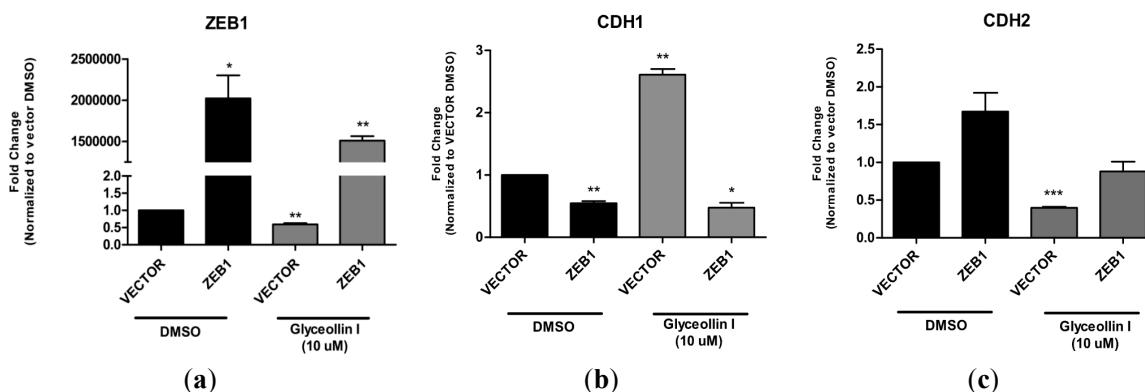 ZEB1
Fold Change
(Normalized to vector DMSO)
2500000
2000000
1500000
2.0
1.5
1.0
0.5
0.0
*
**
**
VECTOR
ZEB1
VECTOR
ZEB1
DMSO
Glyceollin I
(10 uM)
(a)
CDH1
Fold Change
(Normalized to VECTOR DMSO)
3
2
1
0
**
**
*
VECTOR
ZEB1
VECTOR
ZEB1
DMSO
Glyceollin I
(10 uM)
(b)
CDH2
Fold Change
(Normalized to vector DMSO)
2.5
2.0
1.5
1.0
0.5
0.0
***
VECTOR
ZEB1
VECTOR
ZEB1
DMSO
Glyceollin I
(10 uM)
(c)